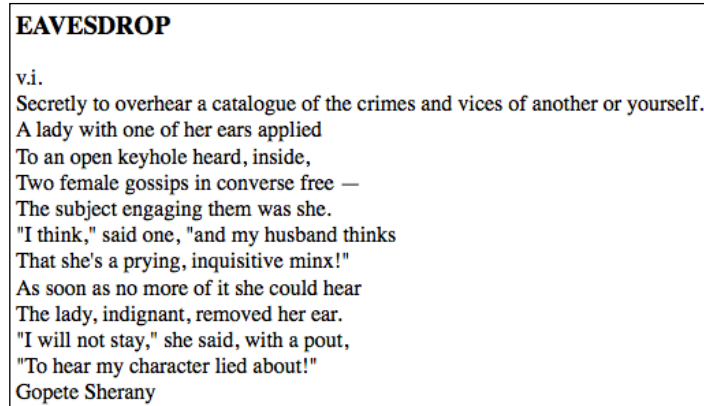 EAVESDROP
v.i.
Secretly to overhear a catalogue of the crimes and vices of another or yourself.
A lady with one of her ears applied
To an open keyhole heard, inside,
Two female gossips in converse free —
The subject engaging them was she.
"I think," said one, "and my husband thinks
That she's a prying, inquisitive minx!"
As soon as no more of it she could hear
The lady, indignant, removed her ear.
"I will not stay," she said, with a pout,
"To hear my character lied about!"
Gopete Sherany